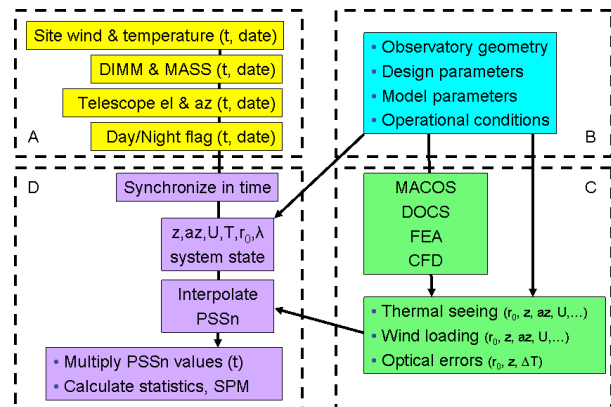 Site wind & temperature (t, date)
DIMM & MASS (t, date)
Telescope el & az (t, date)
Day/Night flag (t, date)
A
• Observatory geometry
• Design parameters
• Model parameters
• Operational conditions
B
D
Synchronize in time
z,az,U,T,r₀,λ
system state
Interpolate
PSSn
• Multiply PSSn values (t)
• Calculate statistics, SPM
C
MACOS
DOCS
FEA
CFD
• Thermal seeing (r₀, z, az, U,...)
• Wind loading (r₀, z, az, U,...)
• Optical errors (r₀, z, ΔT)